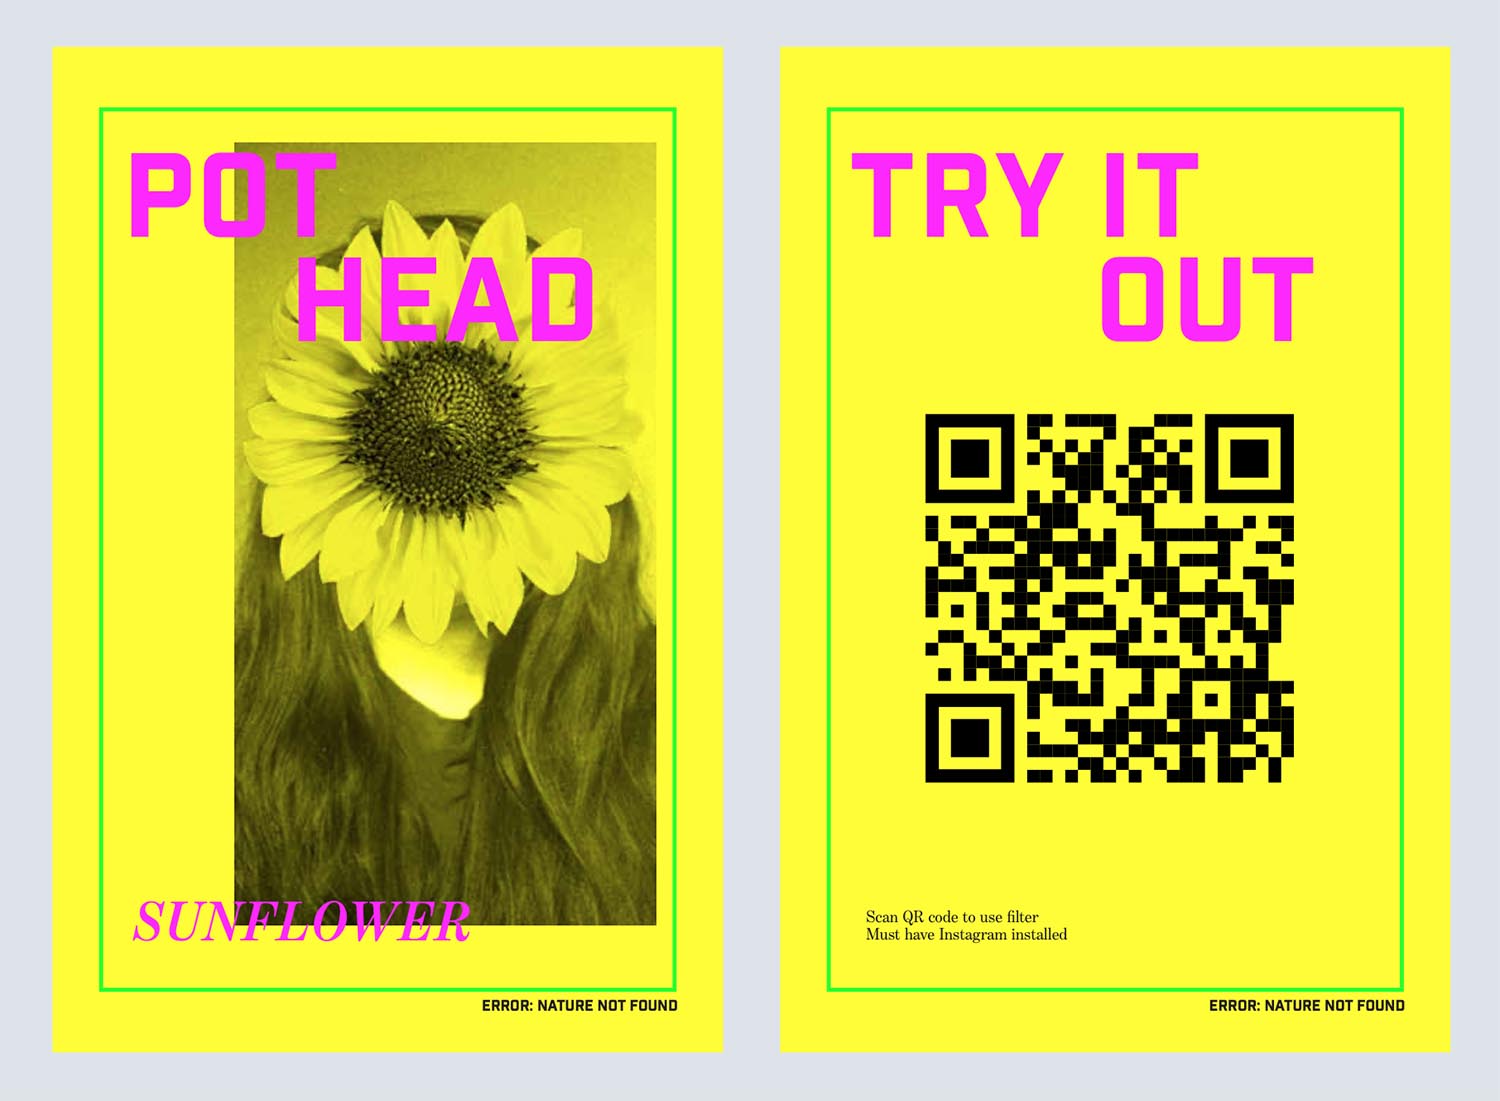 POT
HEAD
SUNFLOWER
ERROR: NATURE NOT FOUND
TRY IT
OUT
Scan QR code to use filter
Must have Instagram installed
ERROR: NATURE NOT FOUND